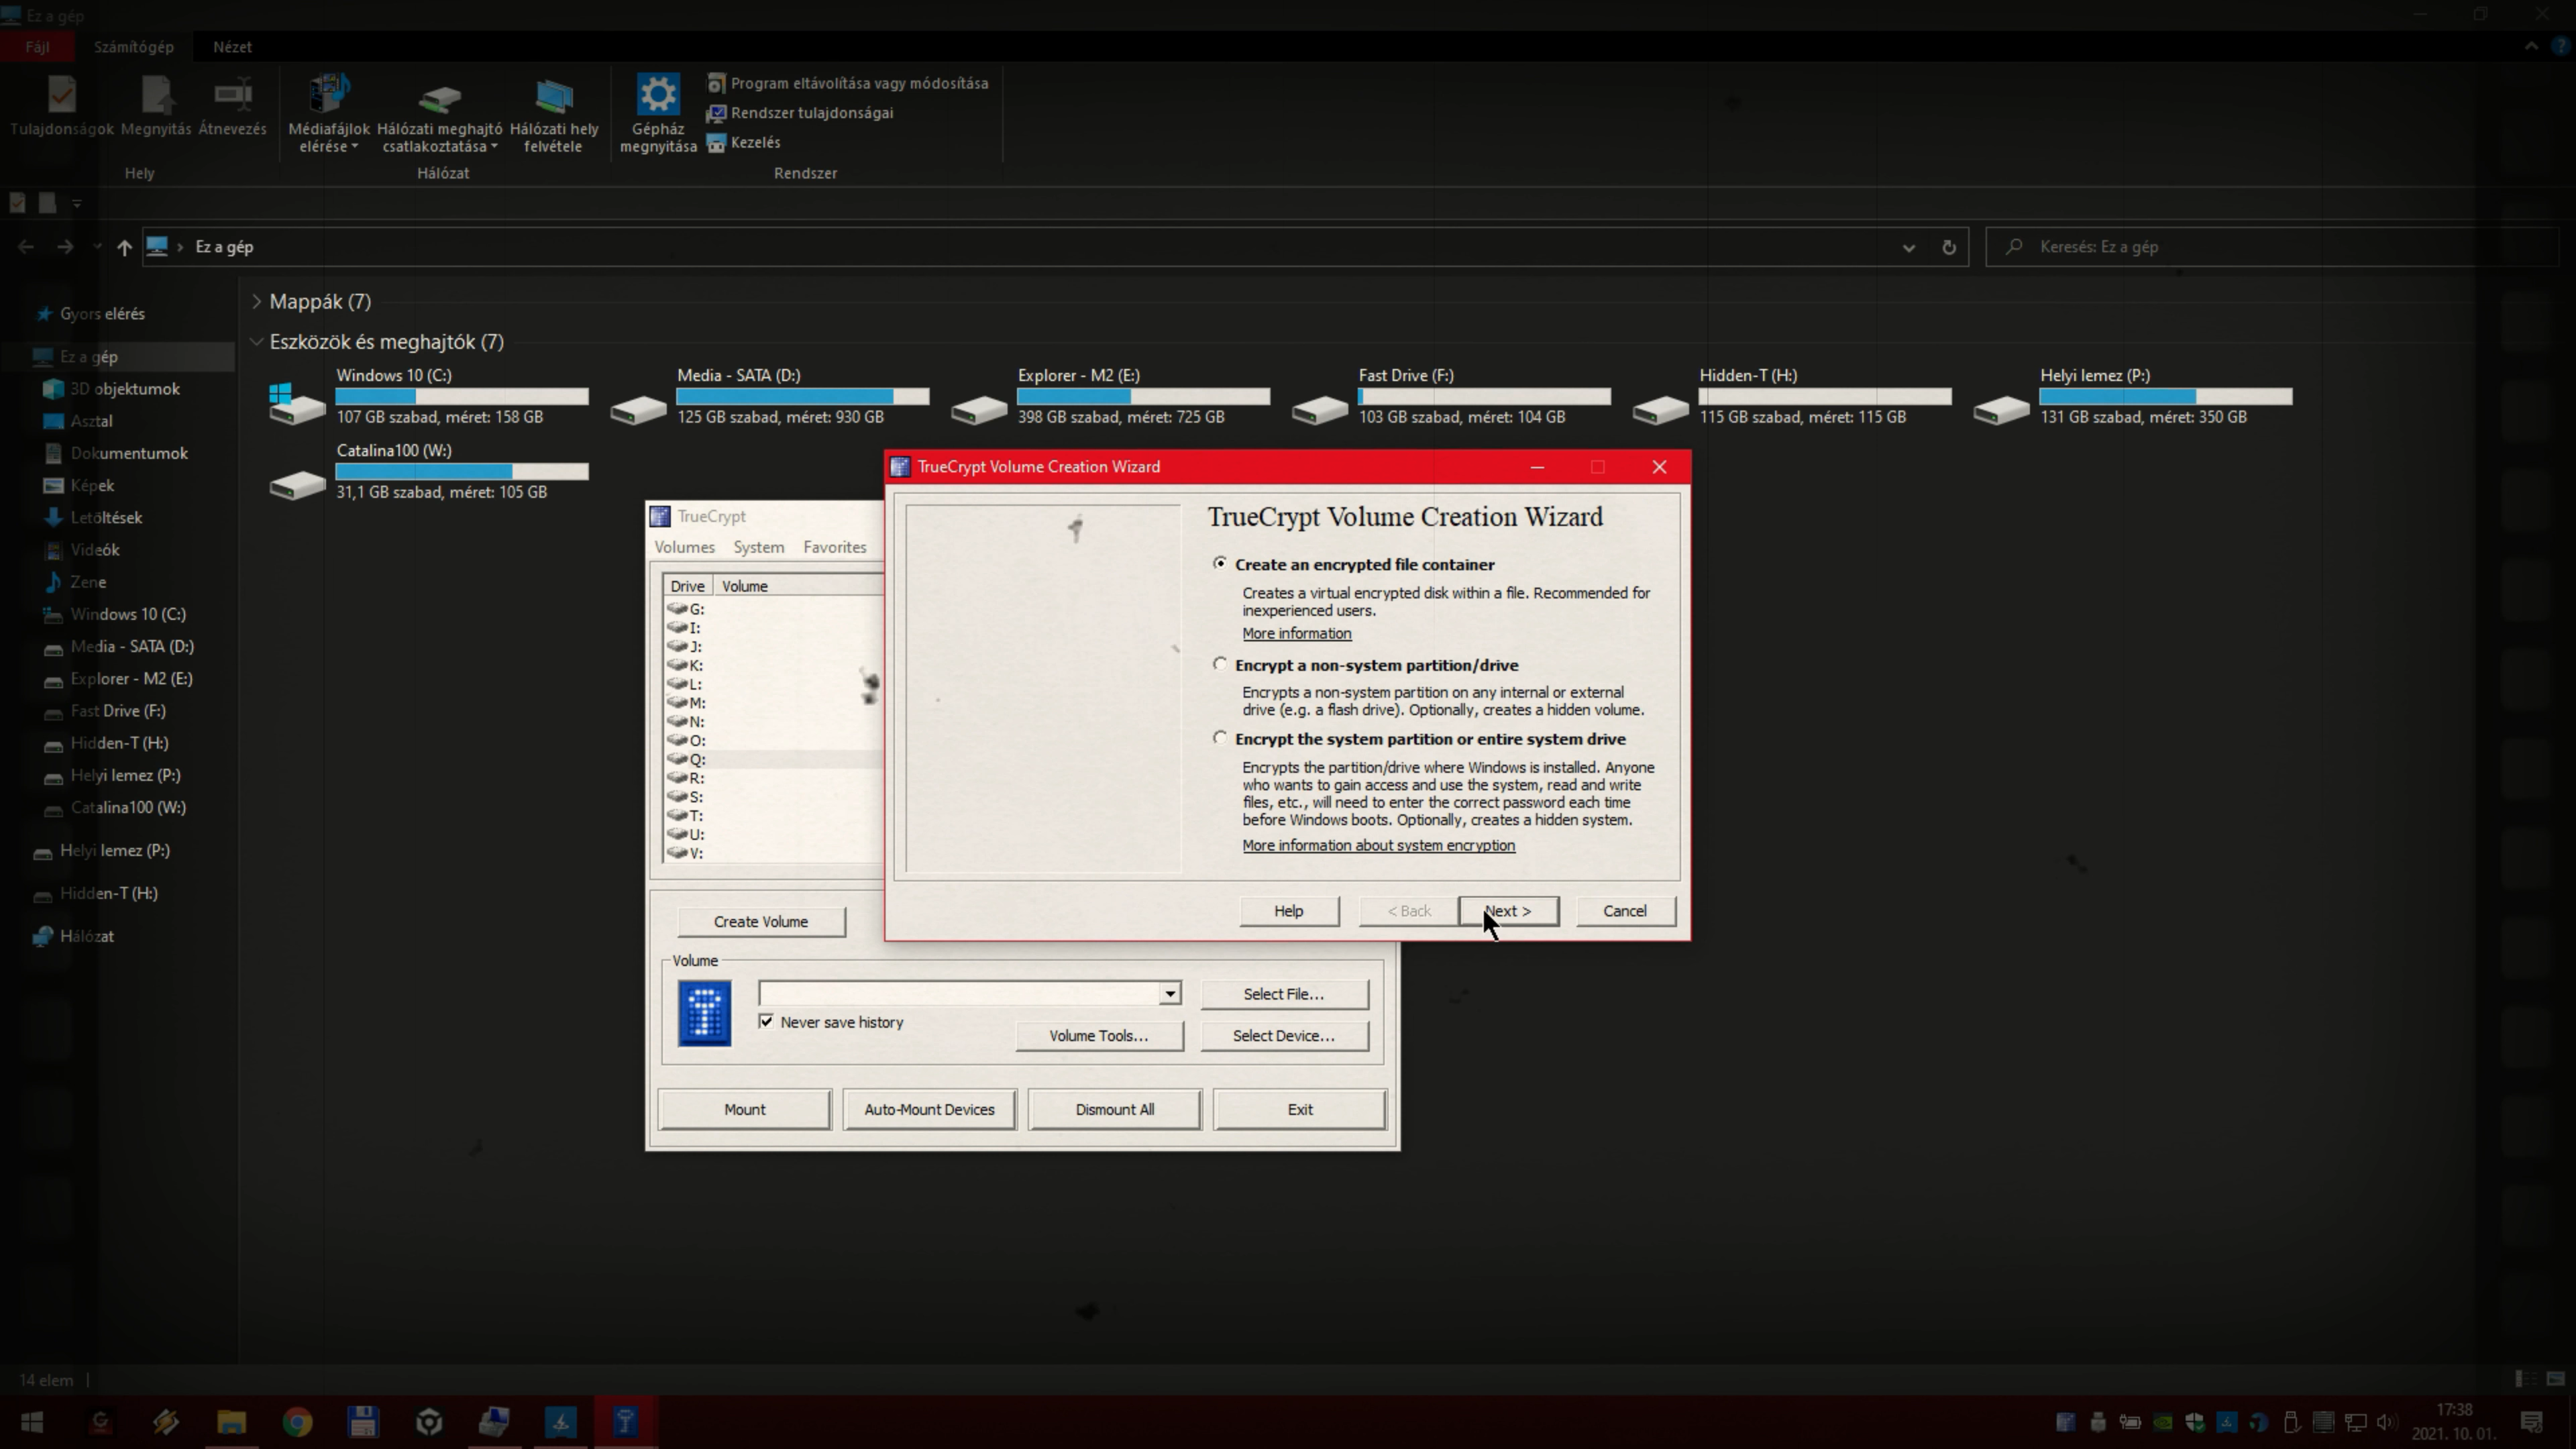 Ez a gép
Fájl
Számítógép
Nézet
Tulajdonságok
Megnyitás
Átnevezés
Hely
Médiafájlok
elérése
Hálózati meghajtó
csatlakoztatása
Hálózati hely
felvétele
Hálózat
Gépház
megnyitása
Program eltávolítása vagy módosítása
Rendszer tulajdonságai
Kezelés
Rendszer
Ez a gép
Keresés: Ez a gép
Gyors elérés
Ez a gép
3D objektumok
Asztal
Dokumentumok
Képek
Letöltések
Videók
Zene
Windows 10 (C:)
Media - SATA (D:)
Explorer - M2 (E:)
Fast Drive (F:)
Hidden-T (H:)
Helyi lemez (P:)
Catalina100 (W:)
Helyi lemez (P:)
Hidden-T (H:)
Hálózat
Mappák (7)
Eszközök és meghajtók (7)
Windows 10 (C:)
107 GB szabad, méret: 158 GB
Media - SATA (D:)
125 GB szabad, méret: 930 GB
Explorer - M2 (E:)
398 GB szabad, méret: 725 GB
Fast Drive (F:)
103 GB szabad, méret: 104 GB
Hidden-T (H:)
115 GB szabad, méret: 115 GB
Helyi lemez (P:)
131 GB szabad, méret: 350 GB
Catalina100 (W:)
31,1 GB szabad, méret: 105 GB
TrueCrypt
Volumes
System
Favorites
Drive
Volume
G:
I:
J:
K:
L:
M:
N:
O:
Q:
R:
S:
T:
U:
V:
Create Volume
Volume
Never save history
Select File...
Volume Tools...
Select Device...
Mount
Auto-Mount Devices
Dismount All
Exit
TrueCrypt Volume Creation Wizard
TrueCrypt Volume Creation Wizard
Create an encrypted file container
Creates a virtual encrypted disk within a file. Recommended for
inexperienced users.
More information
Encrypt a non-system partition/drive
Encrypts a non-system partition on any internal or external
drive (e.g. a flash drive). Optionally, creates a hidden volume.
Encrypt the system partition or entire system drive
Encrypts the partition/drive where Windows is installed. Anyone
who wants to gain access and use the system, read and write
files, etc., will need to enter the correct password each time
before Windows boots. Optionally, creates a hidden system.
More information about system encryption
Help
< Back
Next >
Cancel
14 elem
17:38
2021. 10. 01.